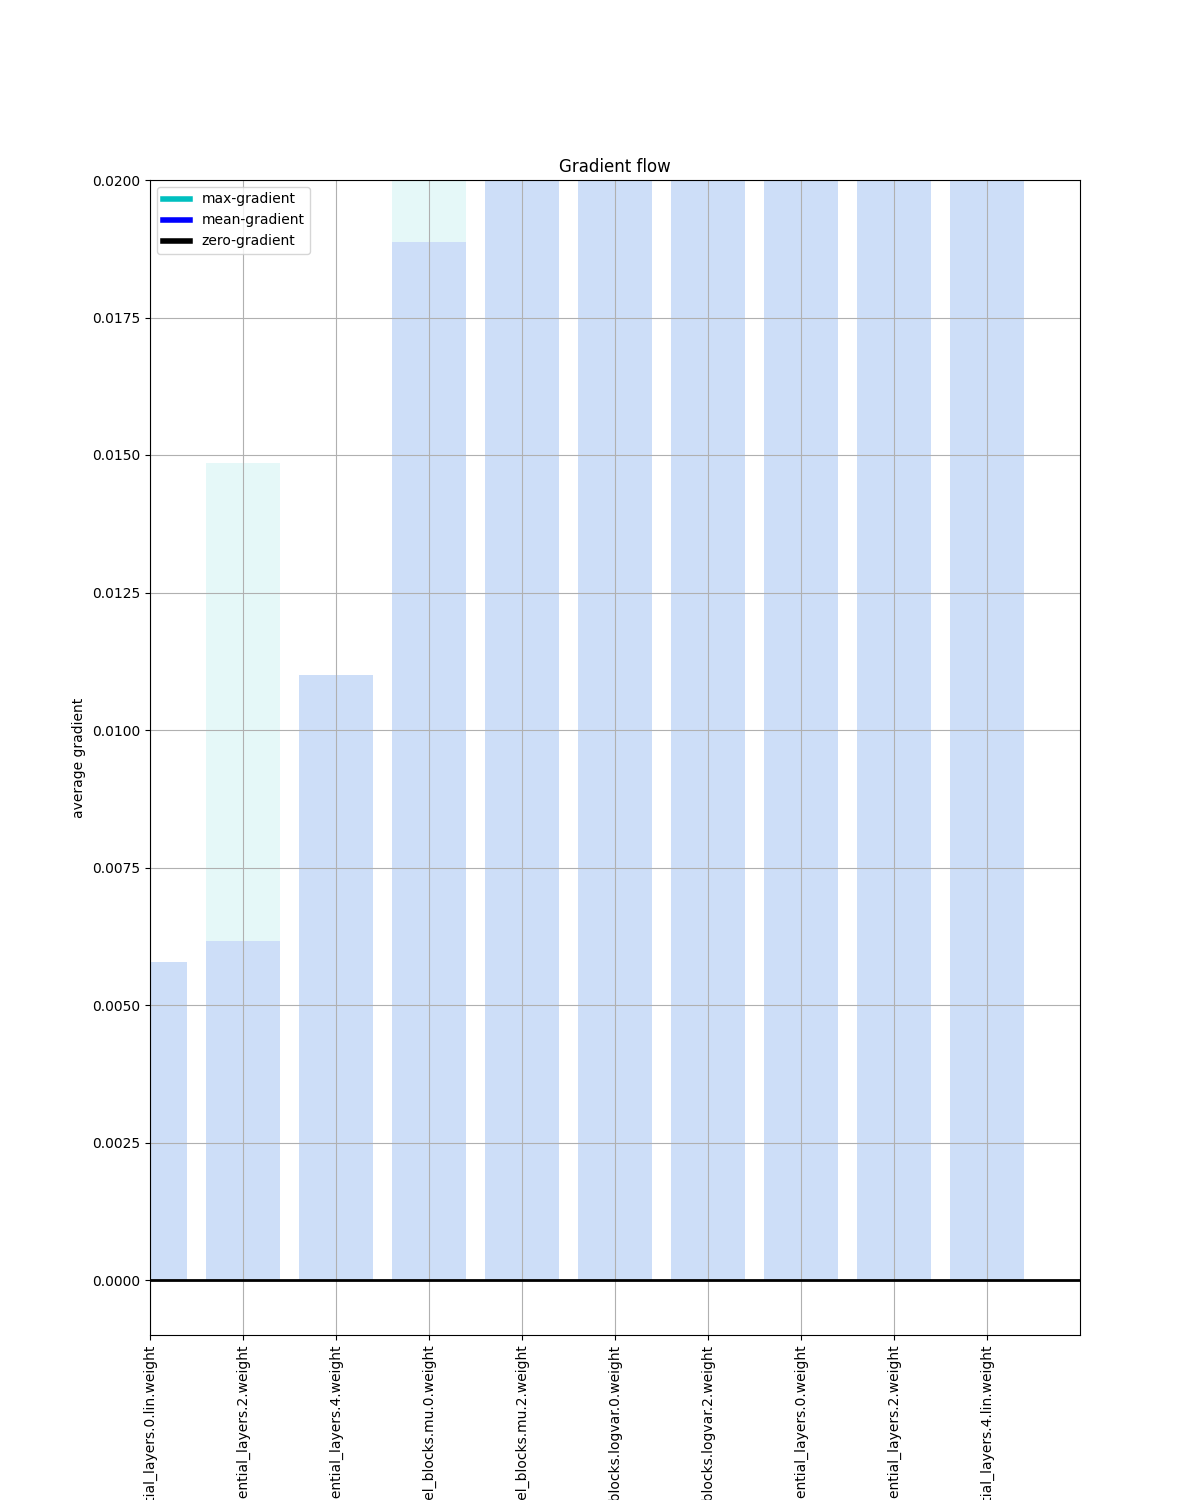 Gradient flow
max-gradient
mean-gradient
zero-gradient
0.0200
0.0175
0.0150
0.0125
0.0100
0.0075
0.0050
0.0025
0.0000
average gradient
tial_layers.0.lin.weight
ential_layers.2.weight
ential_layers.4.weight
el_blocks.mu.0.weight
el_blocks.mu.2.weight
blocks.logvar.0.weight
blocks.logvar.2.weight
ential_layers.0.weight
ential_layers.2.weight
tial_layers.4.lin.weight